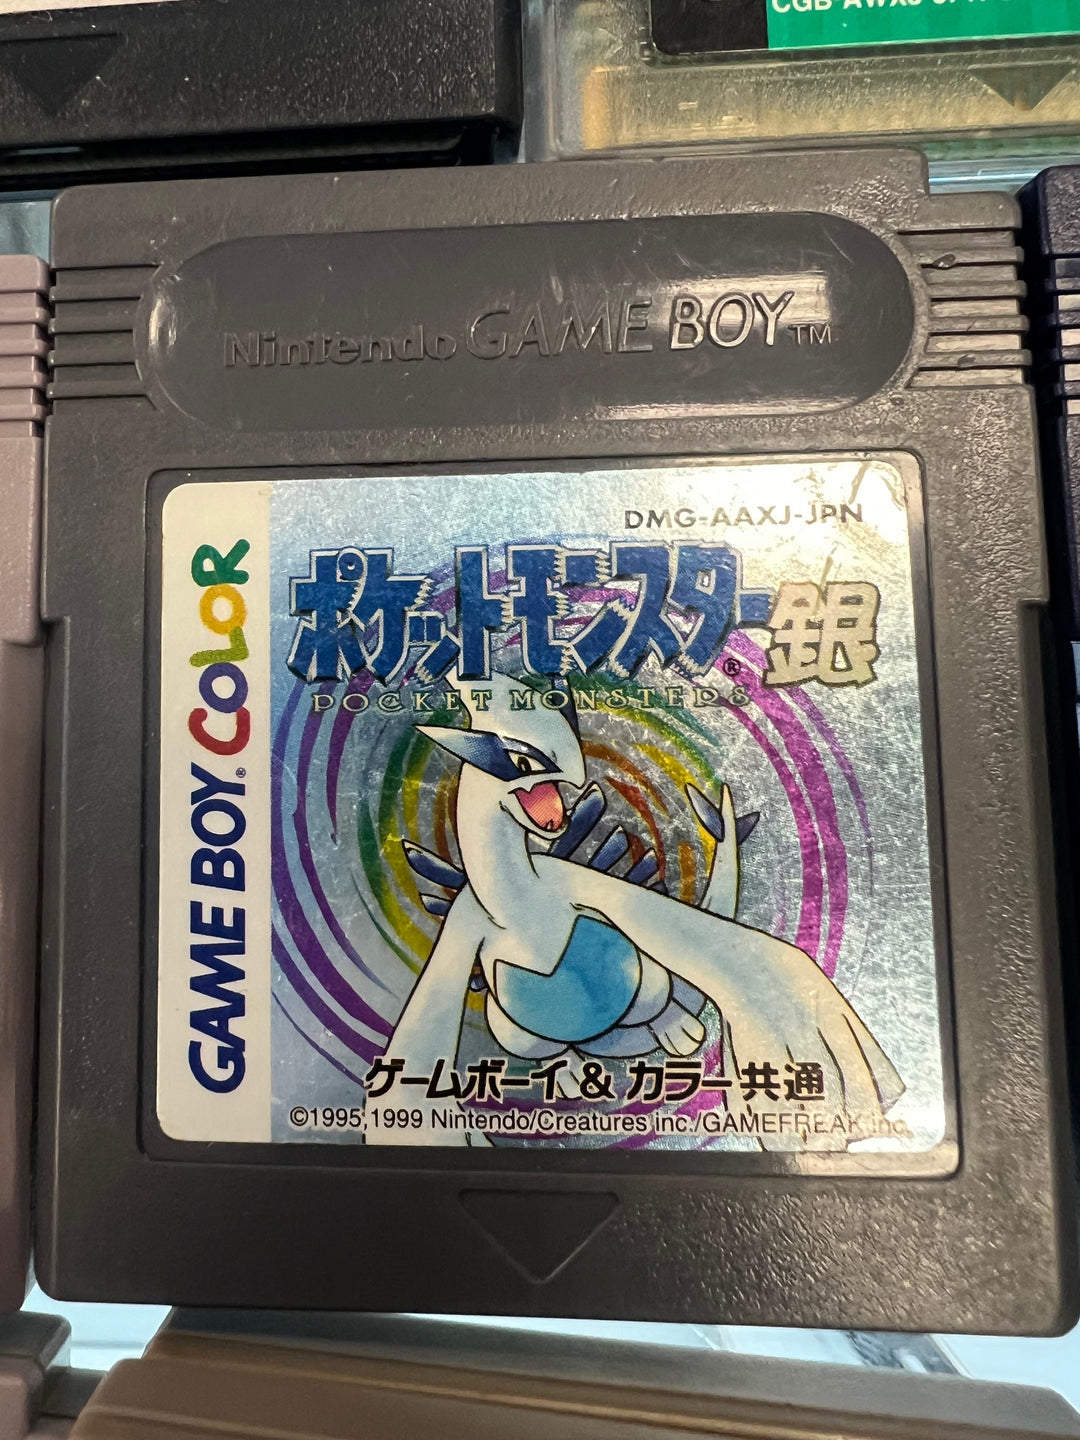 Nintendo GAME BOY™
DMG-AAXJ-JPN
ポケットモンスター®銀
POCKET MONSTERS
GAME BOY® COLOR
ゲームボーイ & カラー共通
©1995,1999 Nintendo/Creatures inc./GAMEFREAK inc.